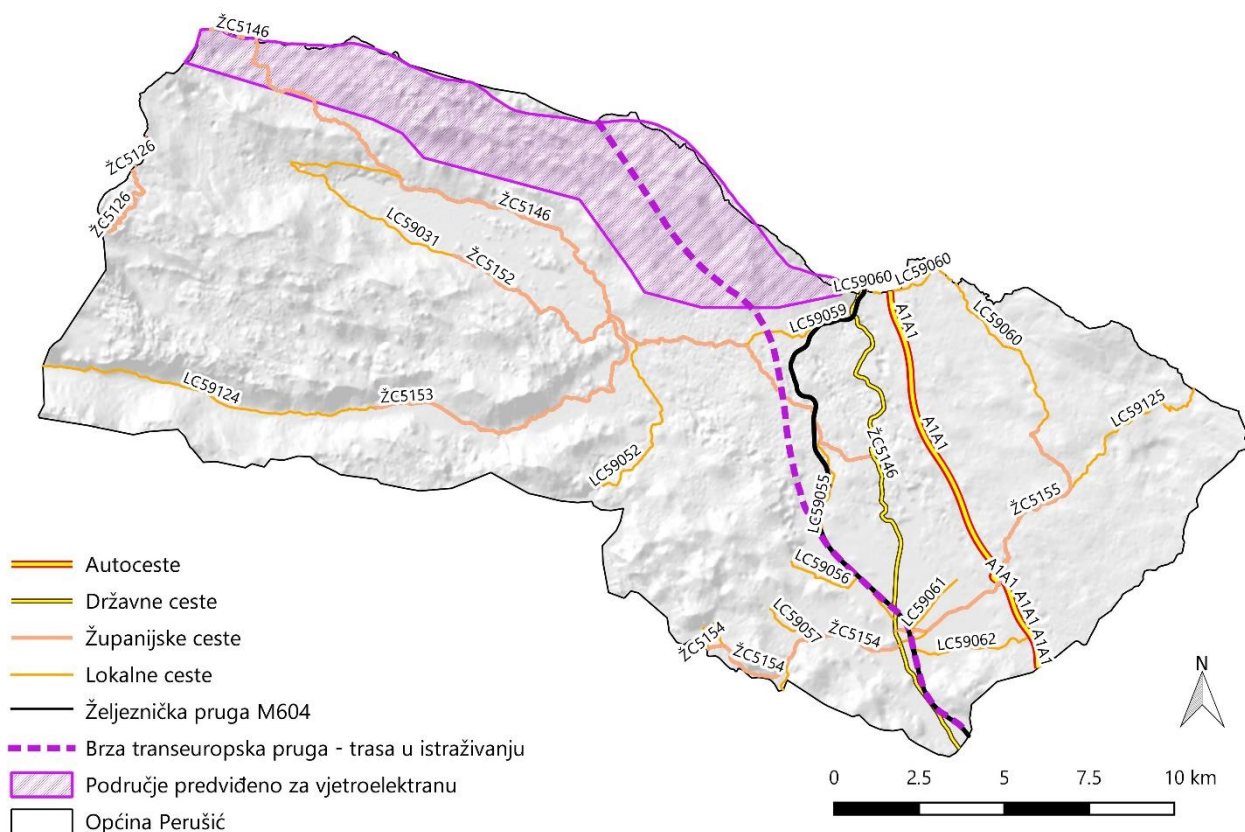 ŽC5146
ŽC5126
ŽC5126
ŽC5146
LC59031
ŽC5152
LC59060
LC59060
LC59059
A1A1
LC59060
LC59124
ŽC5153
LC59125
A1A1
ŽC5146
LC59052
LC59055
ŽC5155
LC59056
A1A1
A1A1
LC59061
LC59057
ŽC5154
ŽC5154
ŽC5154
LC59062
A1A1
Autoceste
Državne ceste
Županijske ceste
Lokalne ceste
Željeznička pruga M604
Brza transeuropska pruga - trasa u istraživanju
Područje predviđeno za vjetroelektranu
Općina Perušić
N
0 2.5 5 7.5 10 km